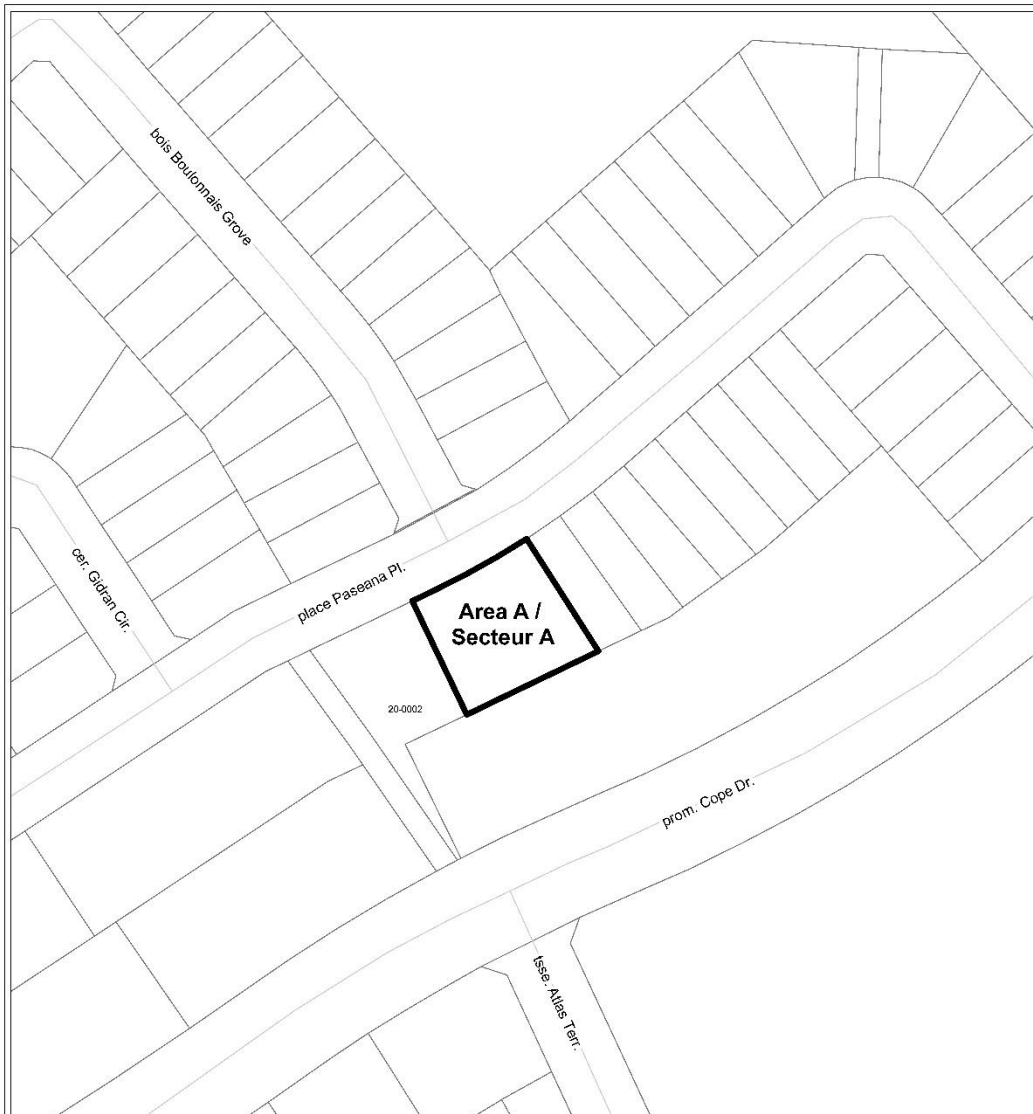 bois Boulonnais Grove
cer. Gidran Cir.
place Paseana Pl.
Area A /
Secteur A
20-0002
prom. Cope Dr.
tsse. Atlas Terr.